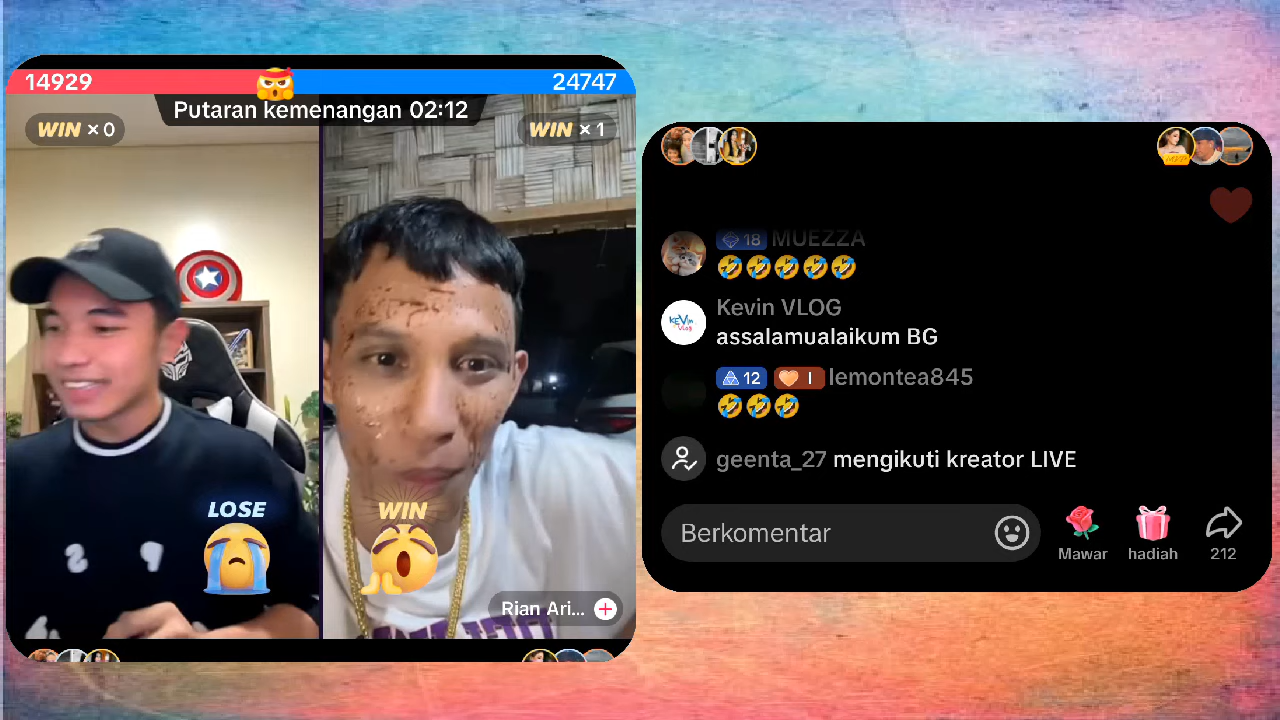 14929
24747
Putaran kemenangan 02:12
WIN × 0
WIN × 1
LOSE
WIN
Rian Ari...
18 MUEZZA
Kevin VLOG
assalamualaikum BG
12 I lemontea845
geenta_27 mengikuti kreator LIVE
Berkomentar
Mawar
hadiah
212